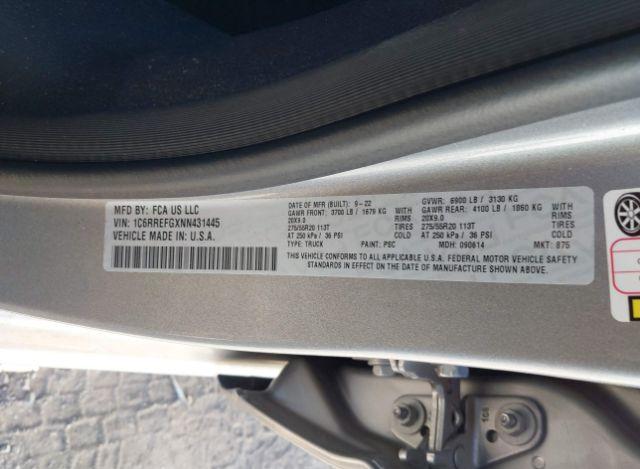 MFD BY: FCA US LLC
VIN: 1C6RREFGXNN431445
VEHICLE MADE IN: U.S.A.
DATE OF MFR (BUILT): 9-22
GVWR: 6900 LB / 3130 KG
GAWR FRONT: 3700 LB / 1679 KG WITH
20X9.0 RIMS
275/55R20 113T TIRES
AT 250 kPa / 36 PSI COLD
GAWR REAR: 4100 LB / 1860 KG WITH
20X9.0 RIMS
275/55R20 113T TIRES
AT 250 kPa / 36 PSI COLD
TYPE: TRUCK PAINT: PSC MDH: 090614 MKT: 875
THIS VEHICLE CONFORMS TO ALL APPLICABLE U.S.A. FEDERAL MOTOR VEHICLE SAFETY
STANDARDS IN EFFECT ON THE DATE OF MANUFACTURE SHOWN ABOVE.